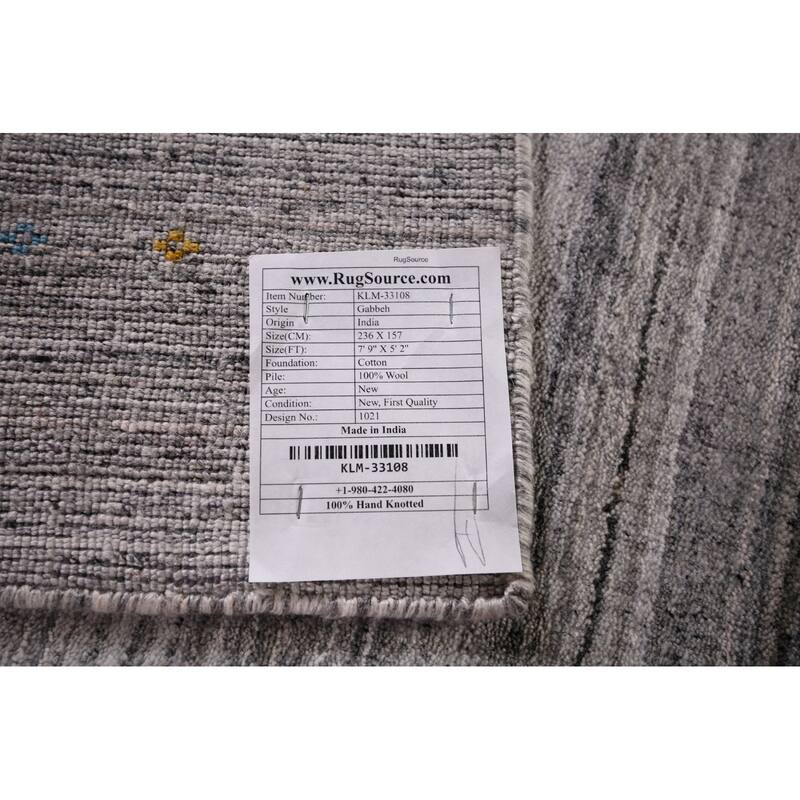 RugSource
www.RugSource.com
Item Number: KLM-33108
Style Gabbeh
Origin India
Size(CM): 236 X 157
Size(FT): 7' 9" X 5' 2"
Foundation: Cotton
Pile: 100% Wool
Age: New
Condition: New, First Quality
Design No.: 1021
Made in India
KLM-33108
+1-980-422-4080
100% Hand Knotted